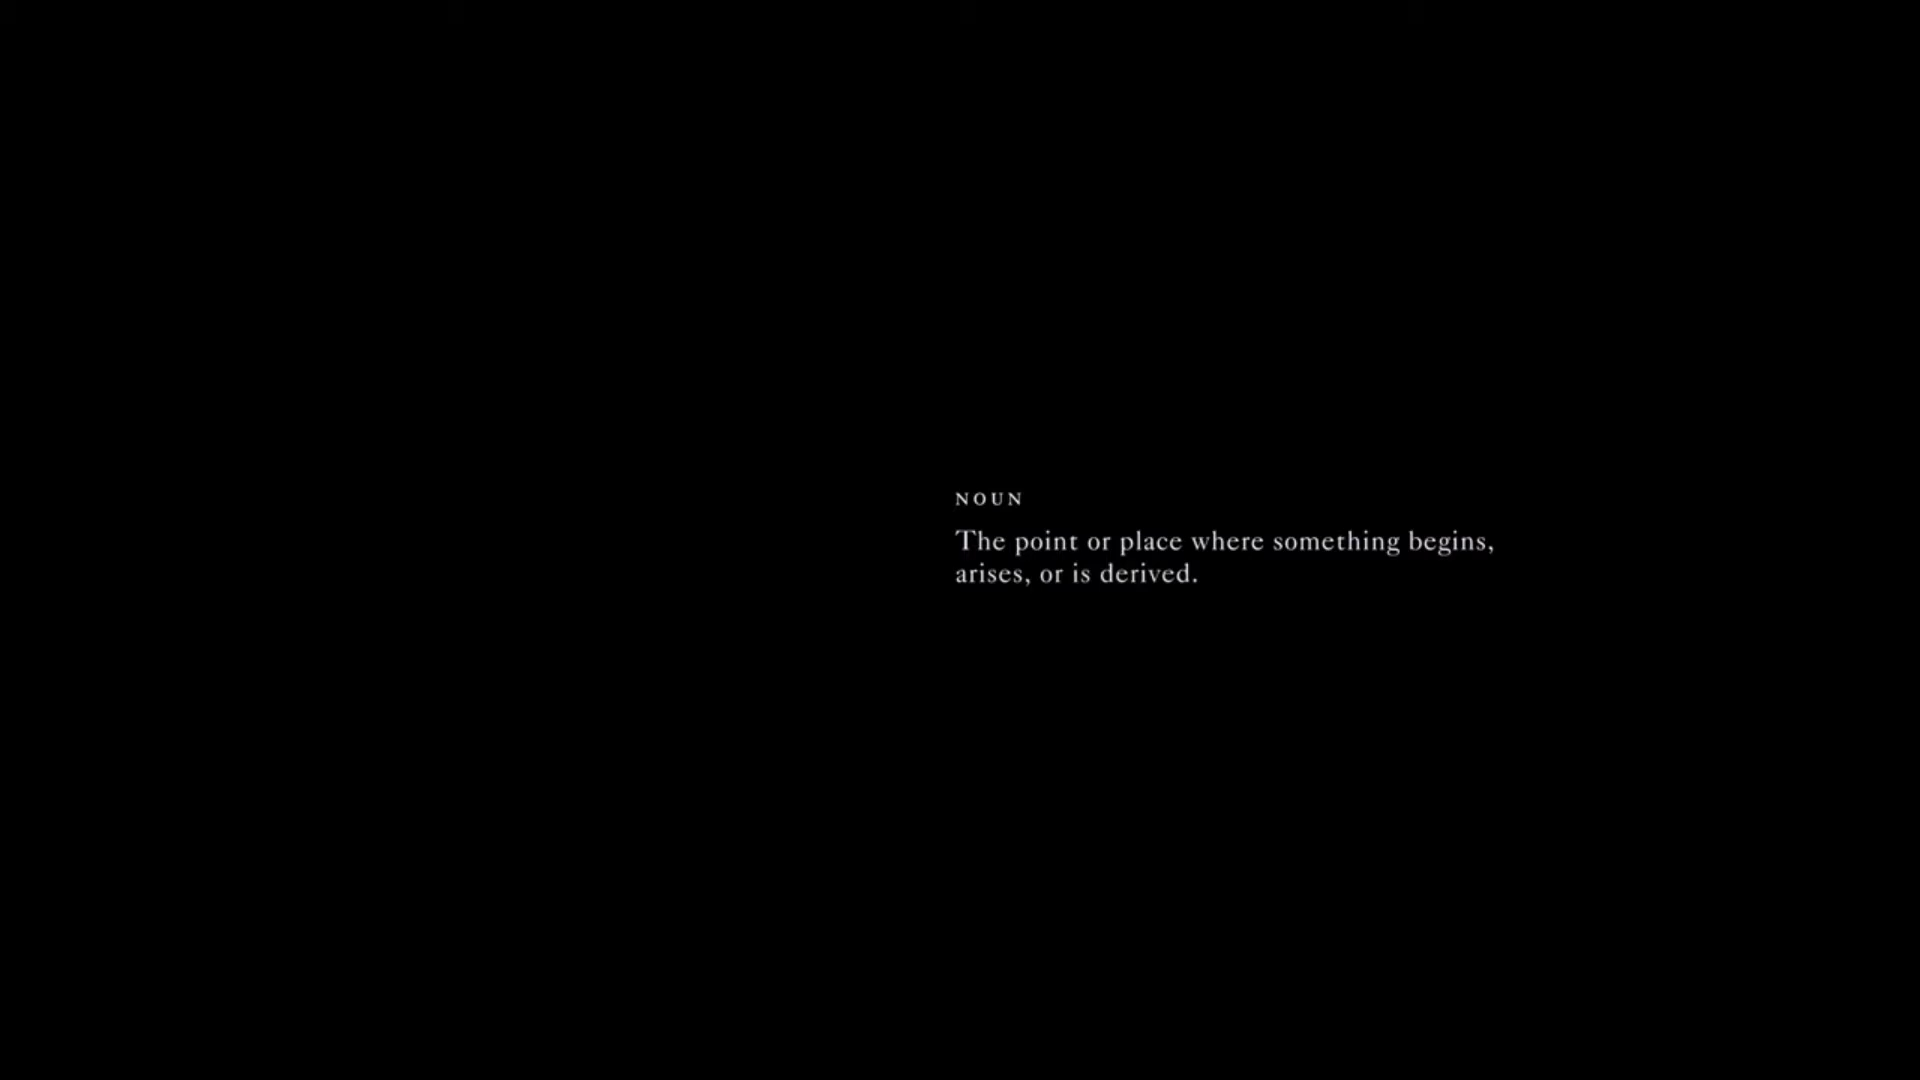 NOUN
The point or place where something begins,
arises, or is derived.